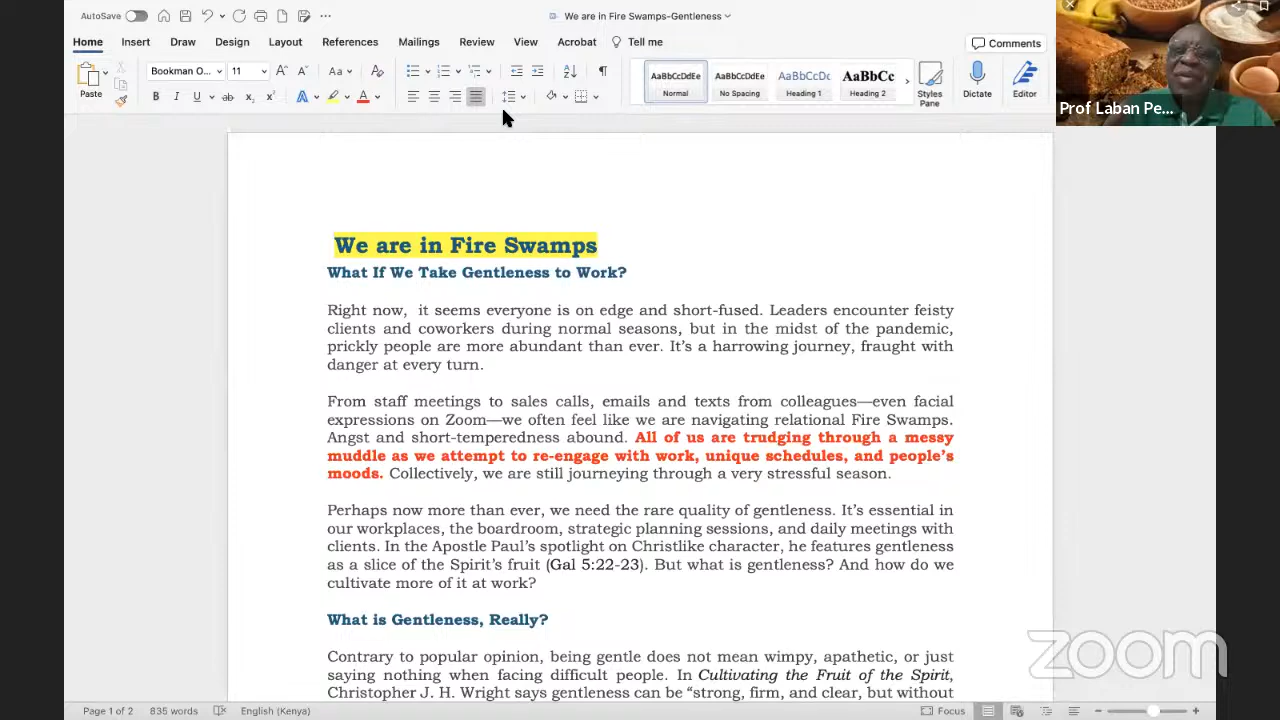 AutoSave
We are in Fire Swamps-Gentleness
Home Insert Draw Design Layout References Mailings Review View Acrobat Tell me
Comments
Paste
Bookman O... 11
Aa
B I U ab x₂ x² A A
AaBbCcDdEe AaBbCcDdEe AaBbCcDc AaBbCc
Normal No Spacing Heading 1 Heading 2
Styles Pane
Dictate
Editor
Prof Laban Pe...
We are in Fire Swamps
What If We Take Gentleness to Work?
Right now, it seems everyone is on edge and short-fused. Leaders encounter feisty
clients and coworkers during normal seasons, but in the midst of the pandemic,
prickly people are more abundant than ever. It's a harrowing journey, fraught with
danger at every turn.
From staff meetings to sales calls, emails and texts from colleagues—even facial
expressions on Zoom—we often feel like we are navigating relational Fire Swamps.
Angst and short-temperedness abound. All of us are trudging through a messy
muddle as we attempt to re-engage with work, unique schedules, and people's
moods. Collectively, we are still journeying through a very stressful season.
Perhaps now more than ever, we need the rare quality of gentleness. It's essential in
our workplaces, the boardroom, strategic planning sessions, and daily meetings with
clients. In the Apostle Paul's spotlight on Christlike character, he features gentleness
as a slice of the Spirit's fruit (Gal 5:22-23). But what is gentleness? And how do we
cultivate more of it at work?
What is Gentleness, Really?
Contrary to popular opinion, being gentle does not mean wimpy, apathetic, or just
saying nothing when facing difficult people. In Cultivating the Fruit of the Spirit,
Christopher J. H. Wright says gentleness can be “strong, firm, and clear, but without
zoom
Page 1 of 2 835 words English (Kenya) Focus